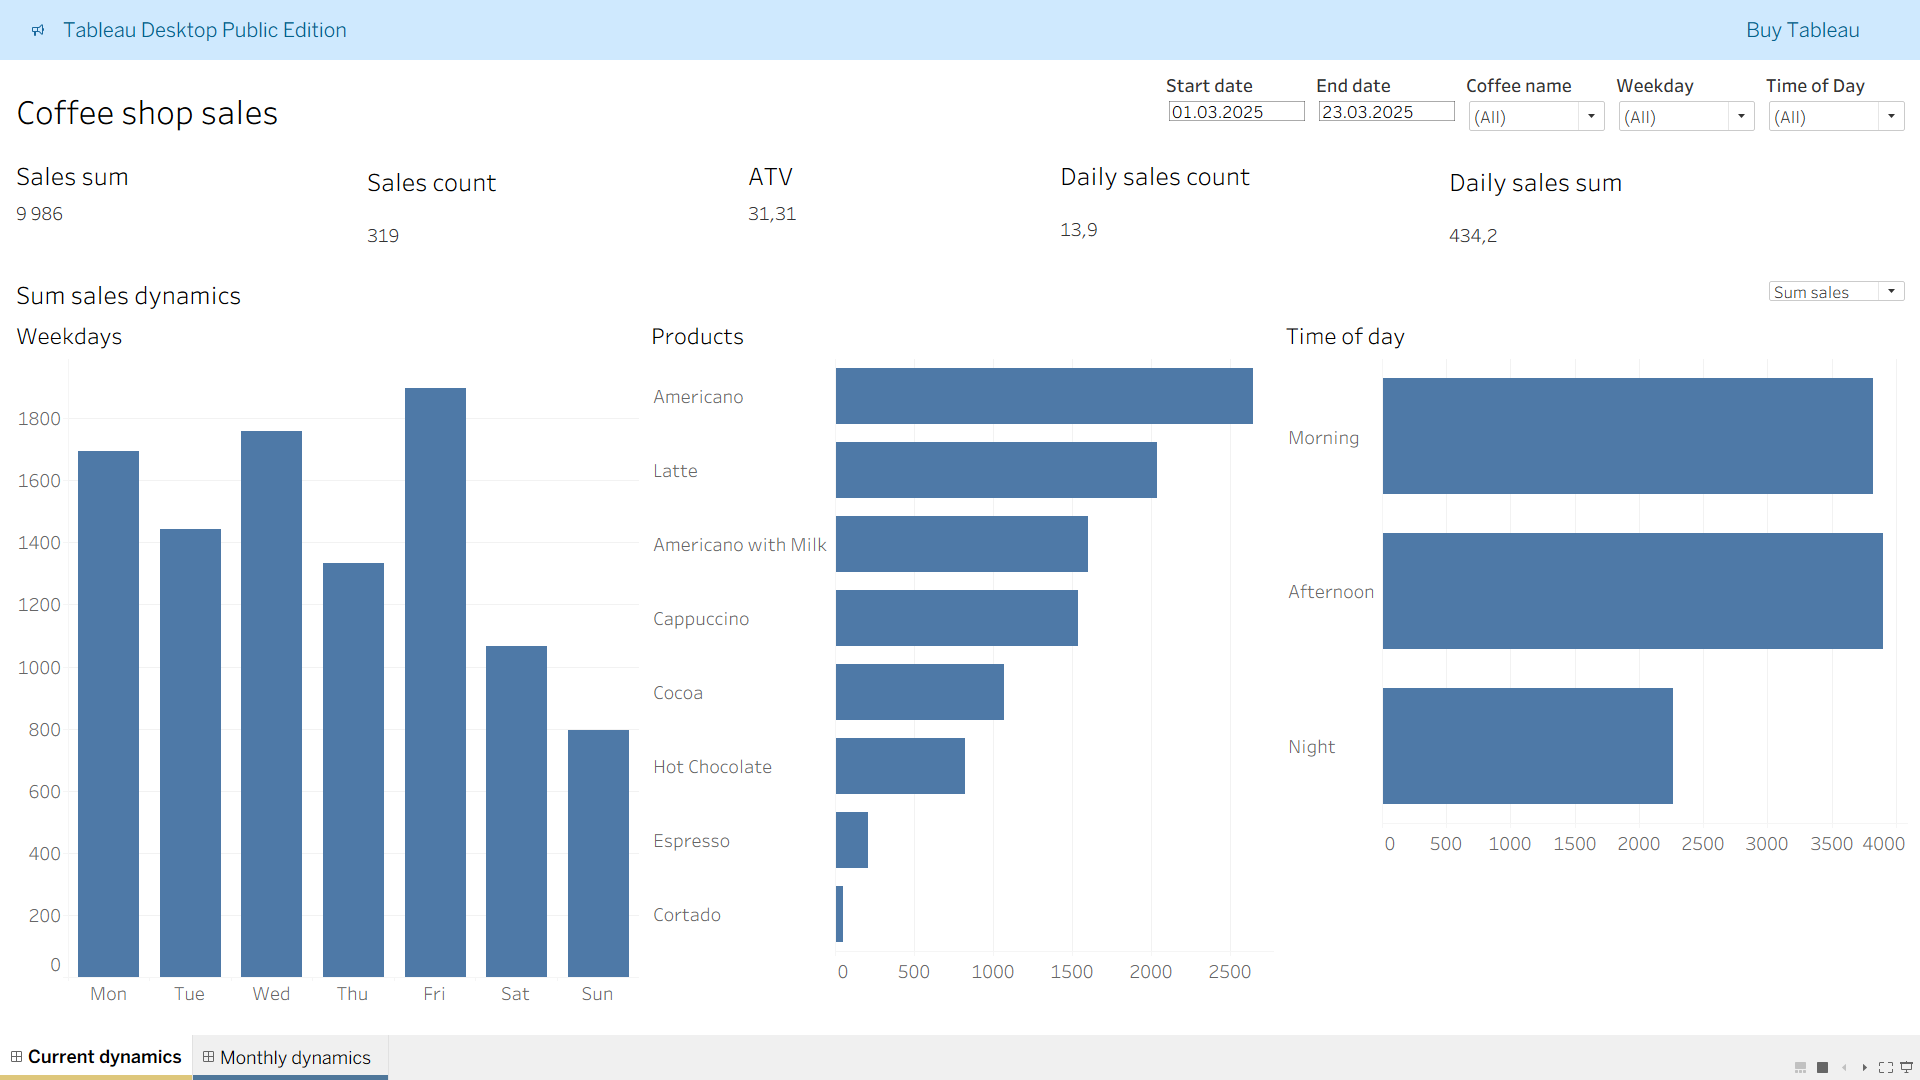 Tableau Desktop Public Edition
Buy Tableau
Coffee shop sales
Start date
01.03.2025
End date
23.03.2025
Coffee name
(All)
Weekday
(All)
Time of Day
(All)
Sales sum
9 986
Sales count
319
ATV
31,31
Daily sales count
13,9
Daily sales sum
434,2
Sum sales dynamics
Sum sales
Weekdays
1800
1600
1400
1200
1000
800
600
400
200
0
Mon Tue Wed Thu Fri Sat Sun
Products
Americano
Latte
Americano with Milk
Cappuccino
Cocoa
Hot Chocolate
Espresso
Cortado
0 500 1000 1500 2000 2500
Time of day
Morning
Afternoon
Night
0 500 1000 1500 2000 2500 3000 3500 4000
Current dynamics
Monthly dynamics